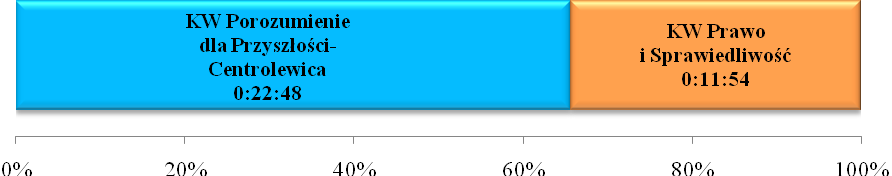 KW Porozumienie
dla Przyszłości-
Centrolewica
0:22:48
KW Prawo
i Sprawiedliwość
0:11:54
0% 20% 40% 60% 80% 100%